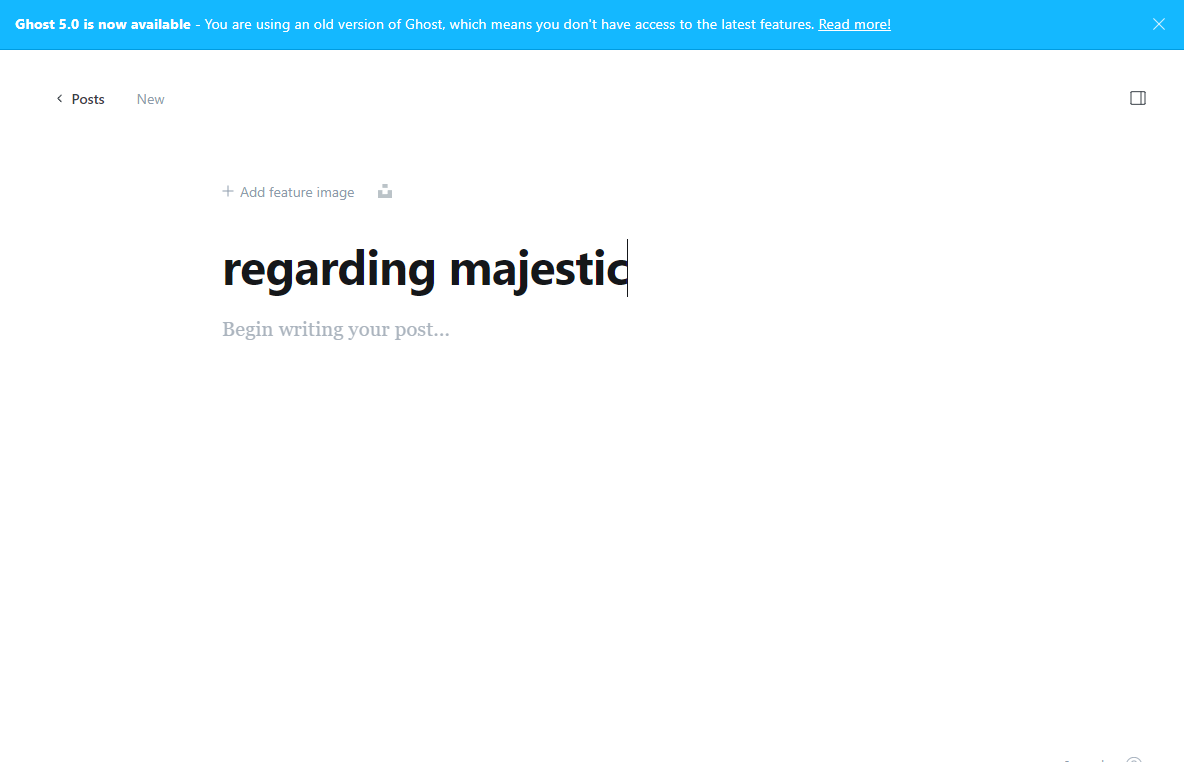 Ghost 5.0 is now available - You are using an old version of Ghost, which means you don't have access to the latest features. Read more!
Posts New
Add feature image
regarding majestic
Begin writing your post...